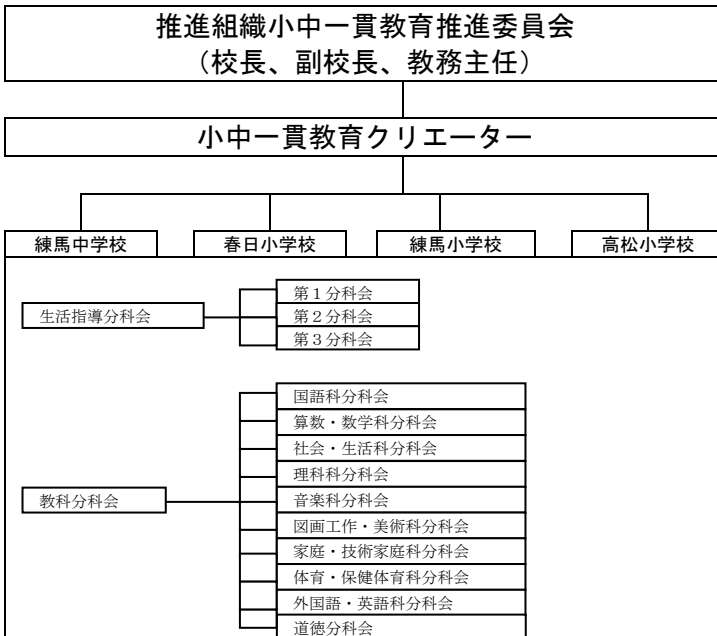 推進組織小中一貫教育推進委員会
（校長、副校長、教務主任）
小中一貫教育クリエーター
練馬中学校
春日小学校
練馬小学校
高松小学校
生活指導分科会
第１分科会
第２分科会
第３分科会
教科分科会
国語科分科会
算数・数学科分科会
社会・生活科分科会
理科科分科会
音楽科分科会
図画工作・美術科分科会
家庭・技術家庭科分科会
体育・保健体育科分科会
外国語・英語科分科会
道徳分科会